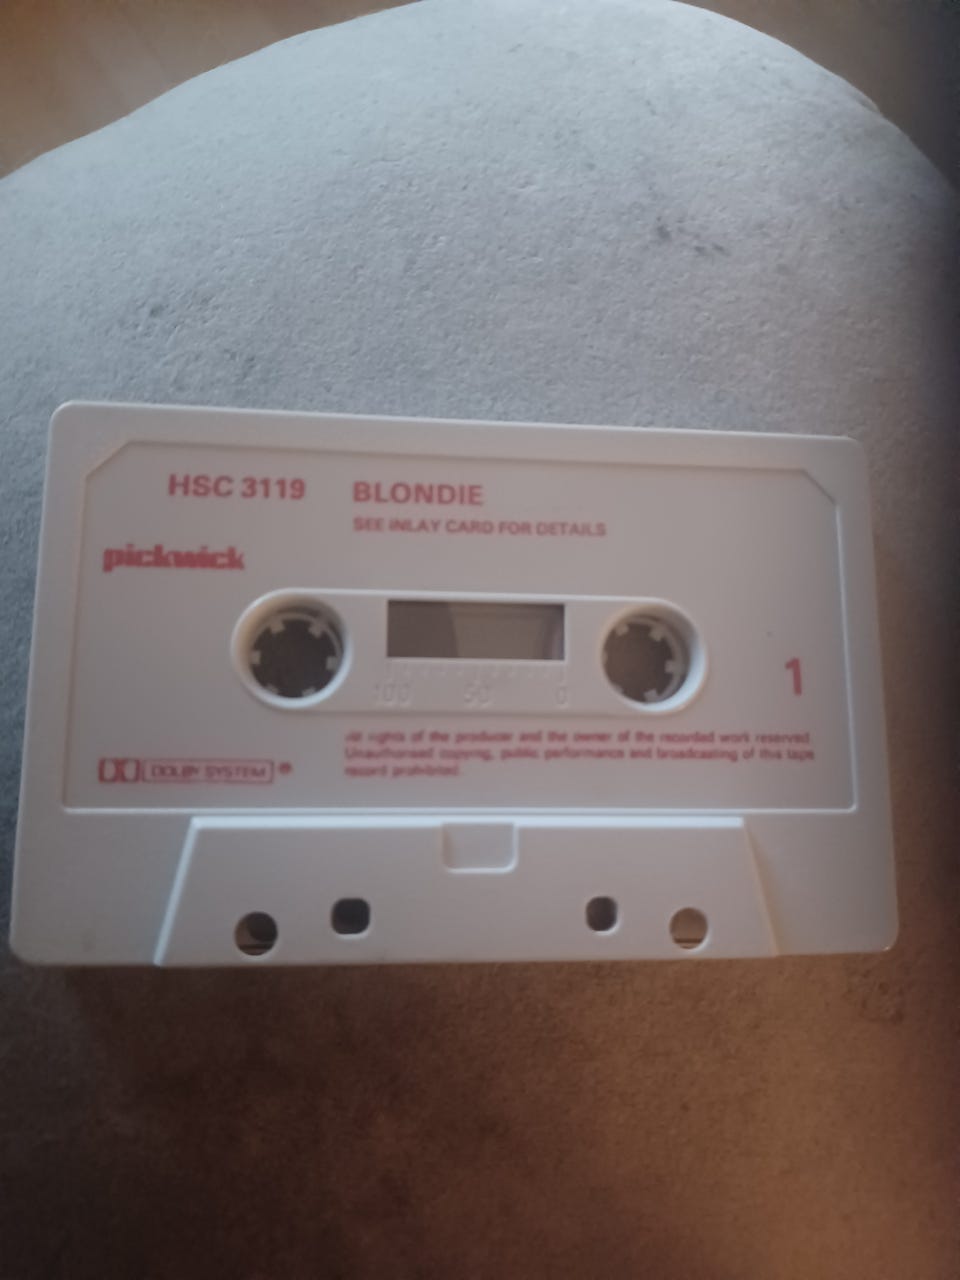 HSC 3119 BLONDIE
SEE INLAY CARD FOR DETAILS
pickwick
100 50 0
1
All rights of the producer and the owner of the recorded work reserved.
Unauthorised copying, public performance and broadcasting of this tape
record prohibited.
DOLBY SYSTEM ®